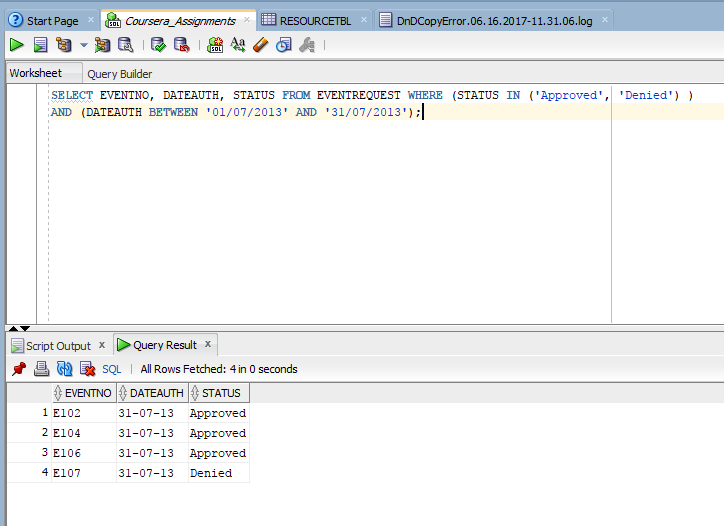 Start Page × Coursera_Assignments × RESOURCETBL × DnDCopyError.06.16.2017-11.31.06.log ×
SQL Aa
Worksheet Query Builder
SELECT EVENTNO, DATEAUTH, STATUS FROM EVENTREQUEST WHERE (STATUS IN ('Approved', 'Denied') )
AND (DATEAUTH BETWEEN '01/07/2013' AND '31/07/2013');
Script Output × Query Result ×
SQL | All Rows Fetched: 4 in 0 seconds
EVENTNO DATEAUTH STATUS
1 E102 31-07-13 Approved
2 E104 31-07-13 Approved
3 E106 31-07-13 Approved
4 E107 31-07-13 Denied